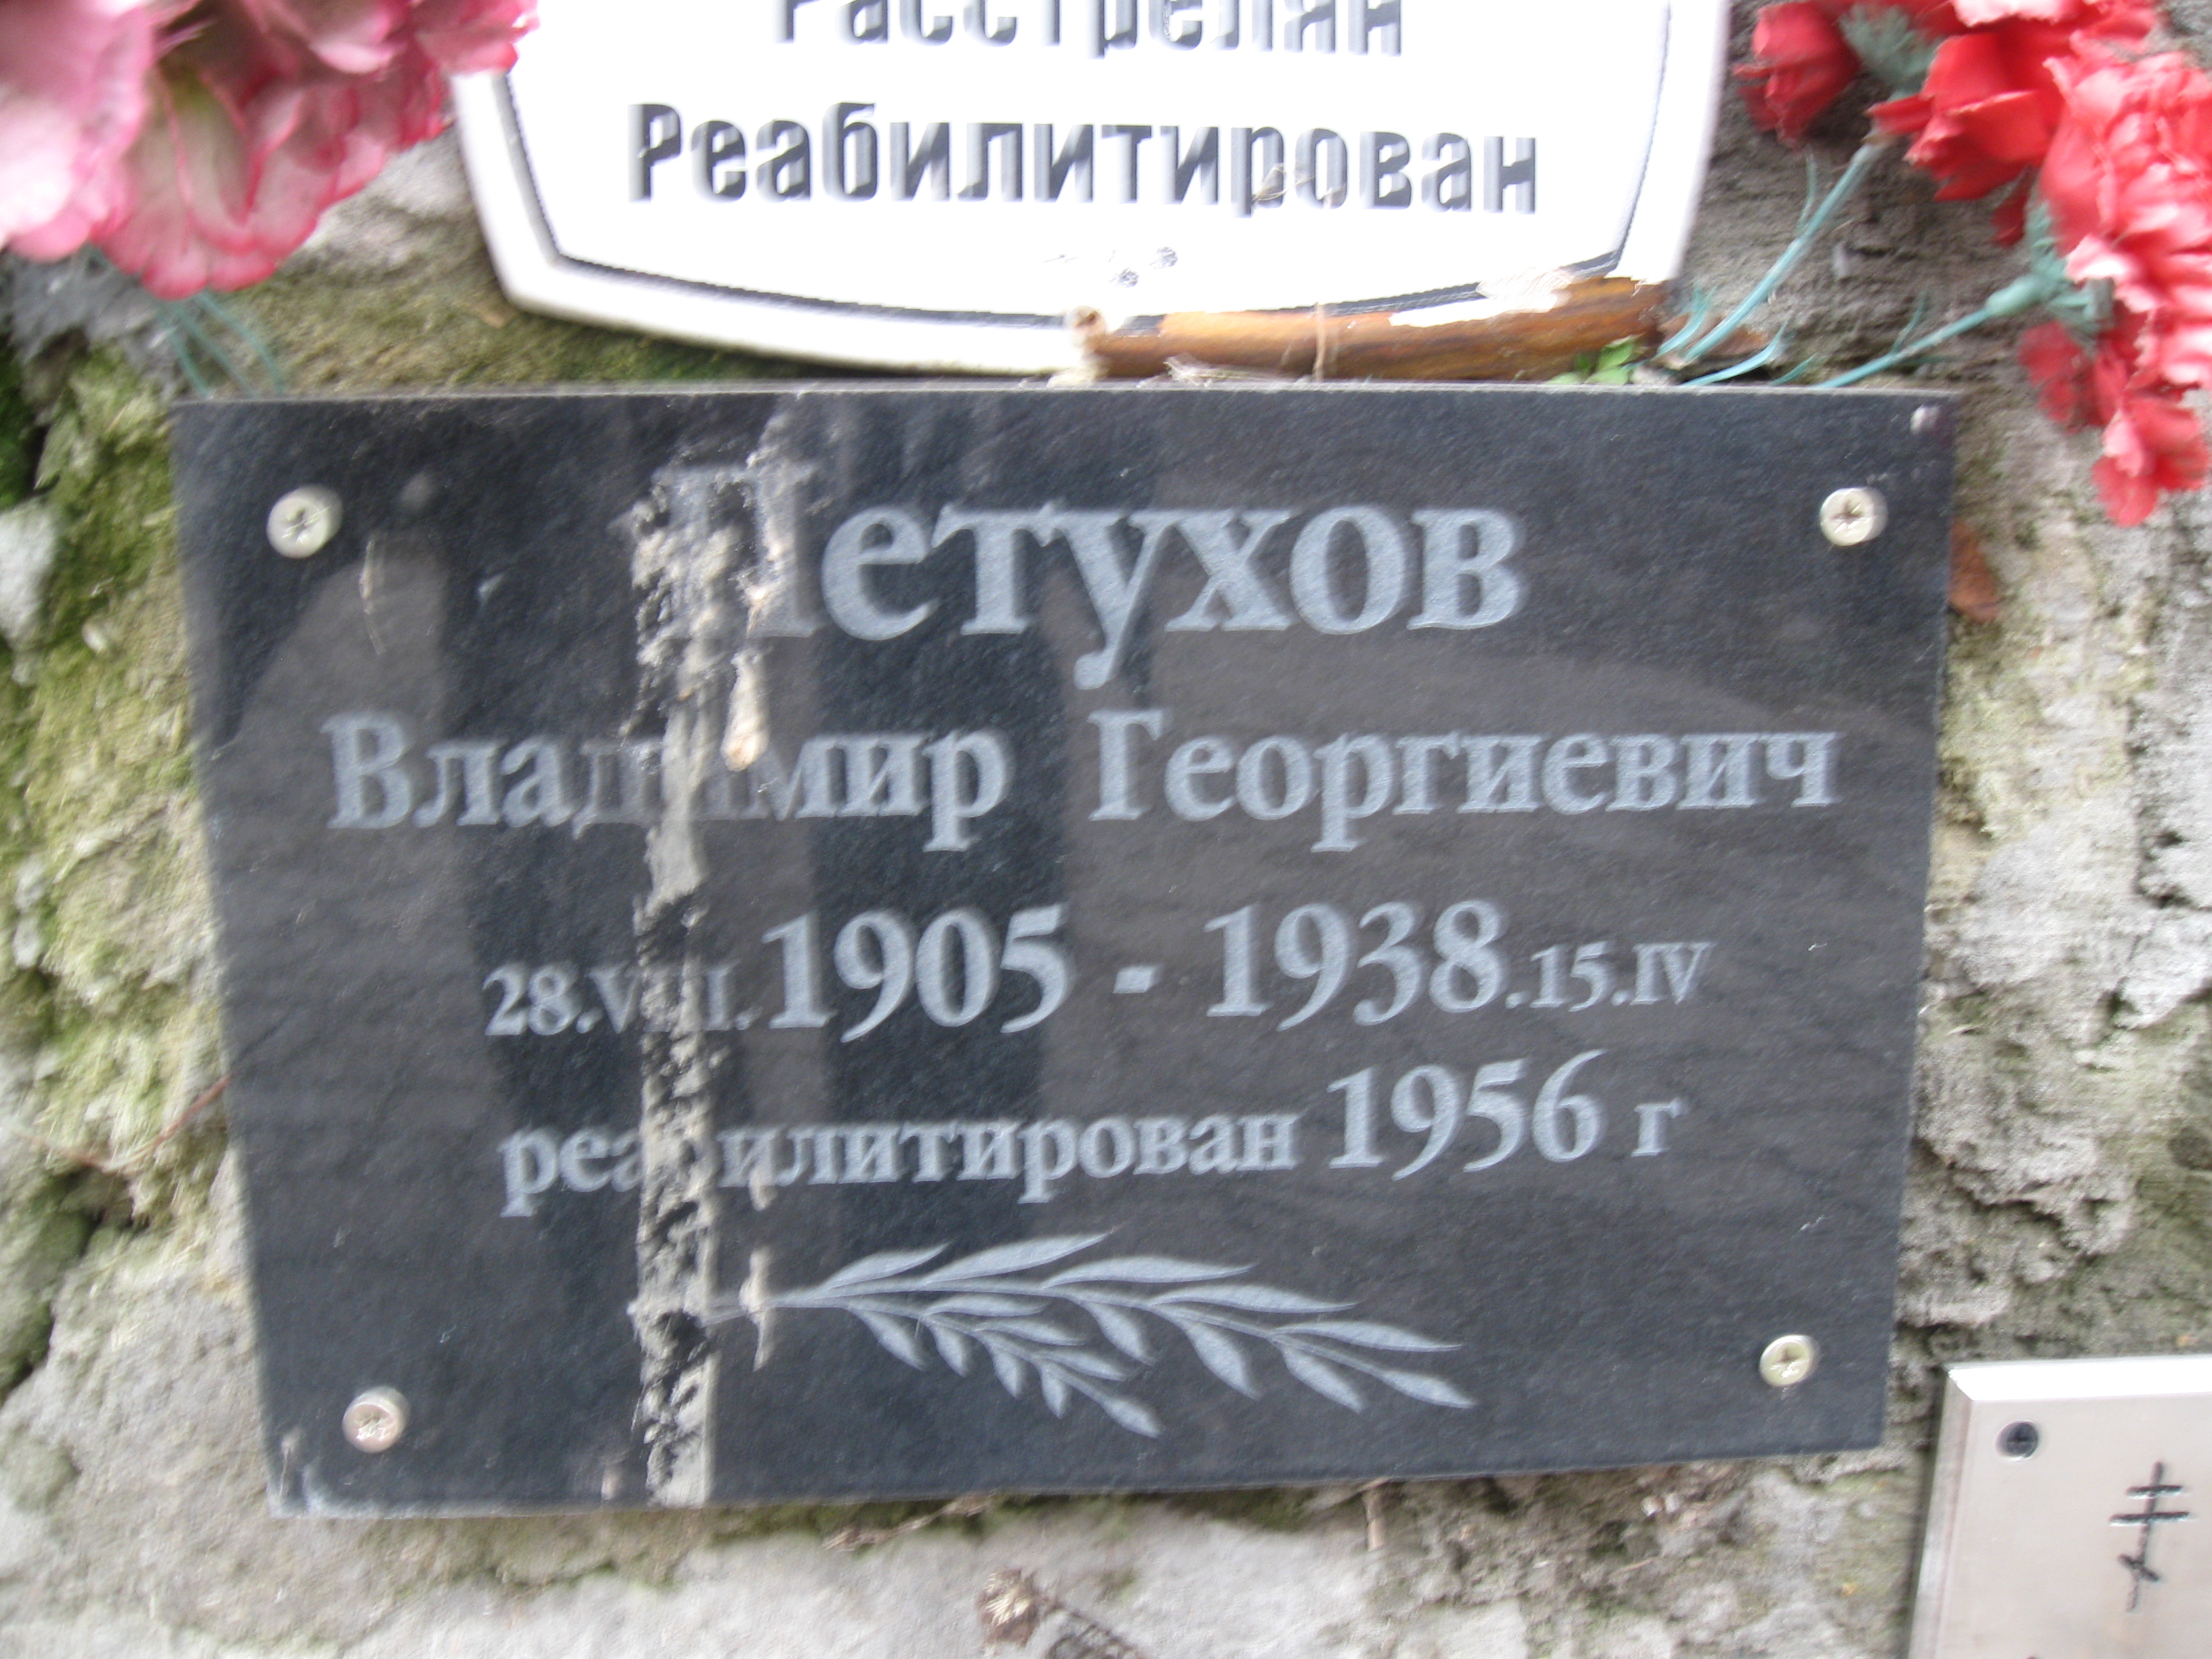 Расстрелян
Реабилитирован
Петухов
Владимир Георгиевич
28.VIII.1905 - 1938.15.IV
реабилитирован 1956 г